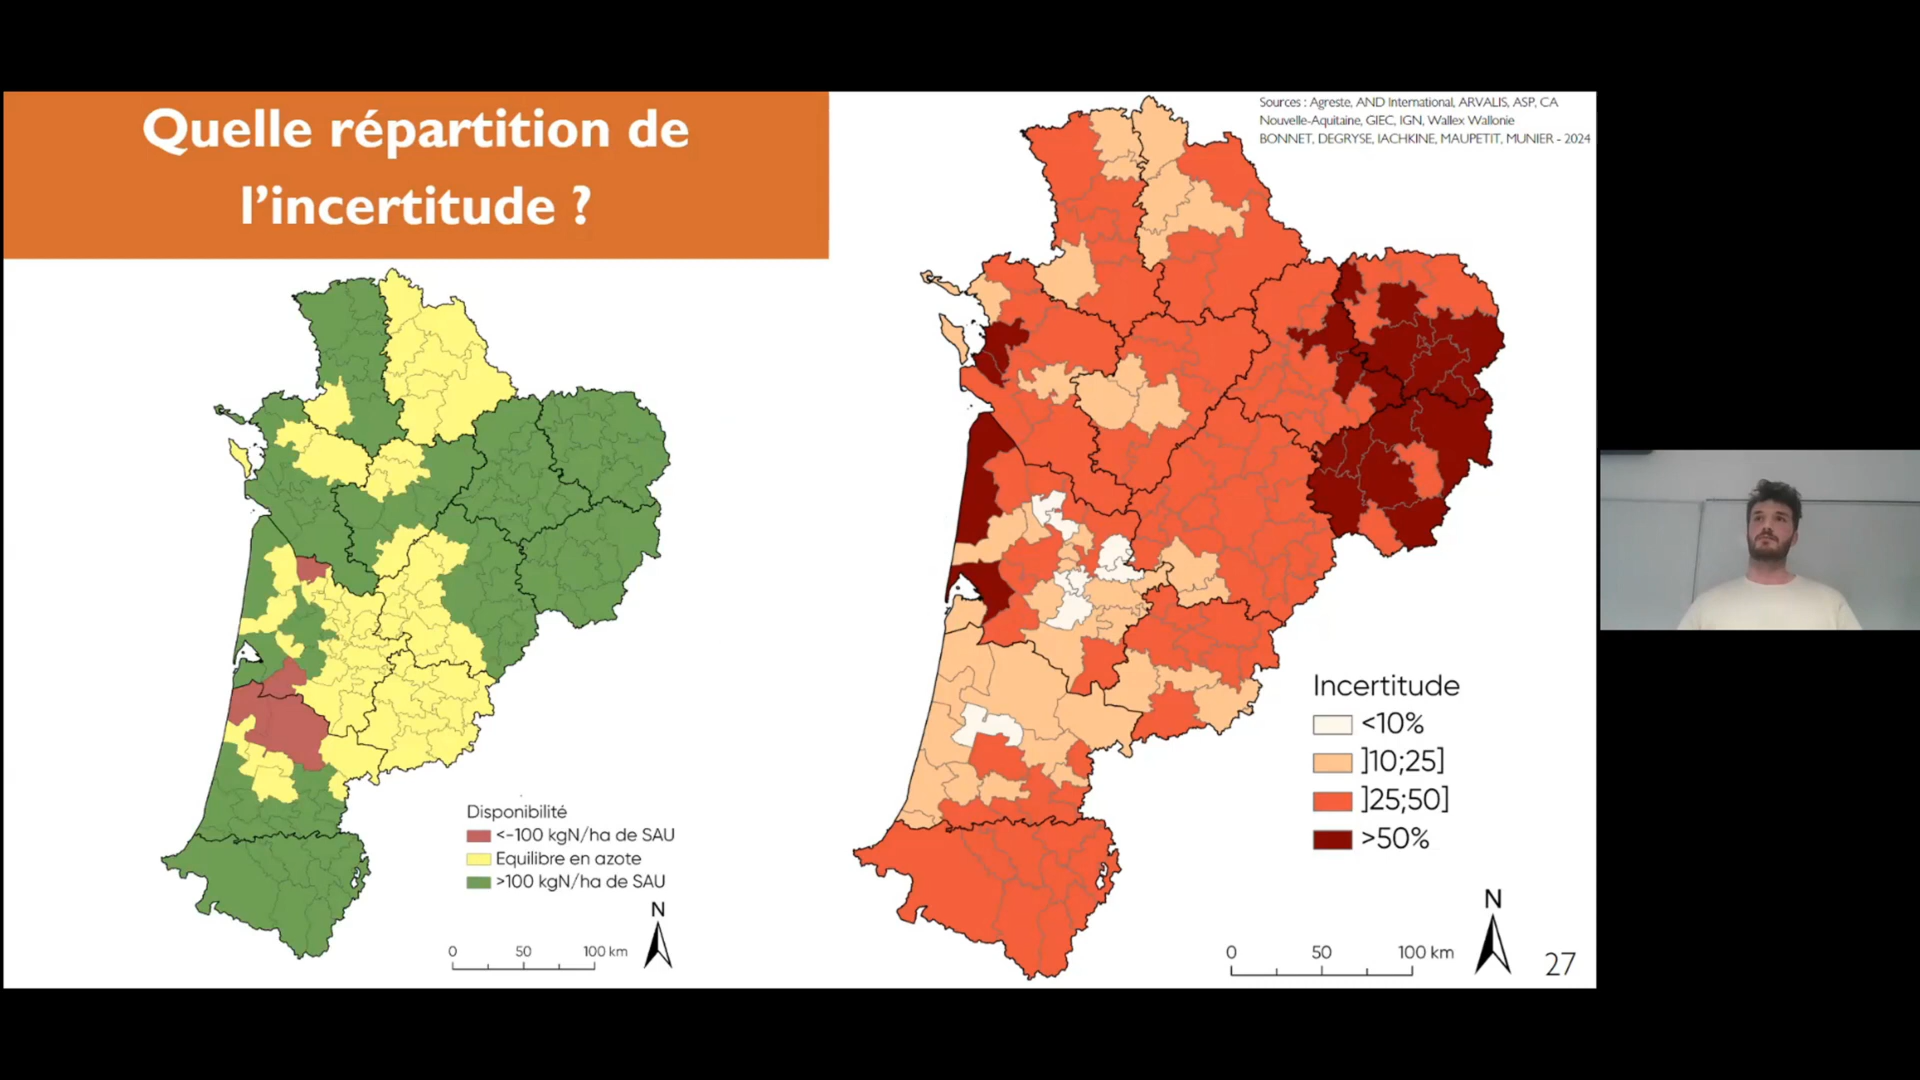 Quelle répartition de
l’incertitude ?
Sources : Agreste, AND International, ARVALIS, ASP, CA
Nouvelle-Aquitaine, GIEC, IGN, Wallex Wallonie
BONNET, DEGRYSE, IACHKINE, MAUPETIT, MUNIER - 2024
Disponibilité
<-100 kgN/ha de SAU
Equilibre en azote
>100 kgN/ha de SAU
N
0 50 100 km
Incertitude
<10%
]10;25]
]25;50]
>50%
N
0 50 100 km
27